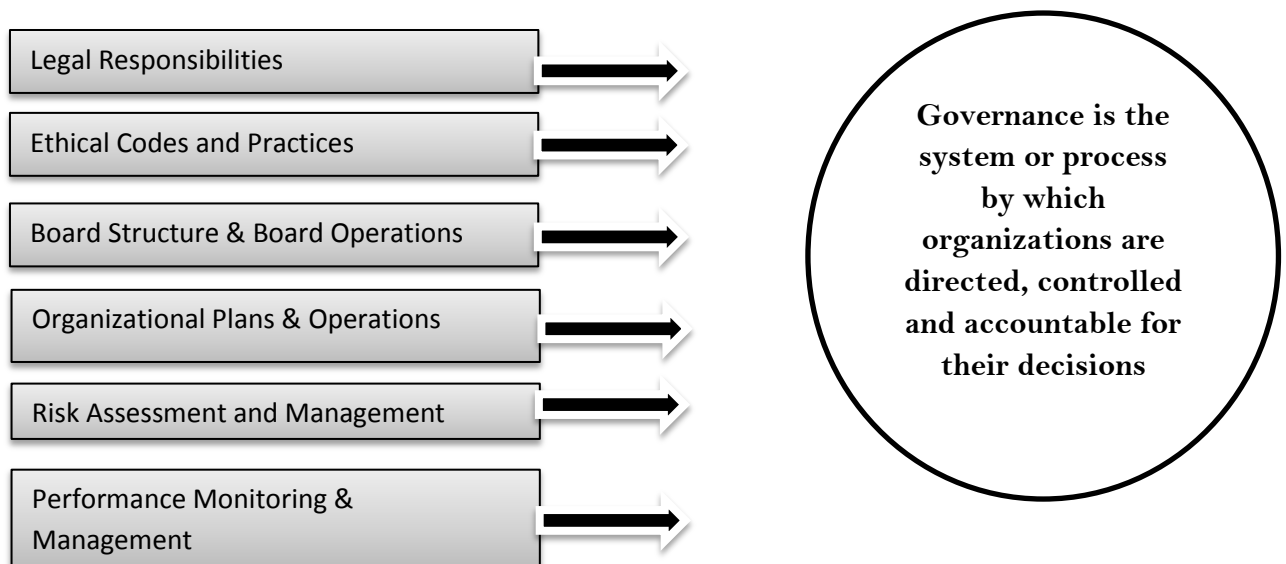 Legal Responsibilities
Ethical Codes and Practices
Board Structure & Board Operations
Organizational Plans & Operations
Risk Assessment and Management
Performance Monitoring &
Management
Governance is the
system or process
by which
organizations are
directed, controlled
and accountable for
their decisions